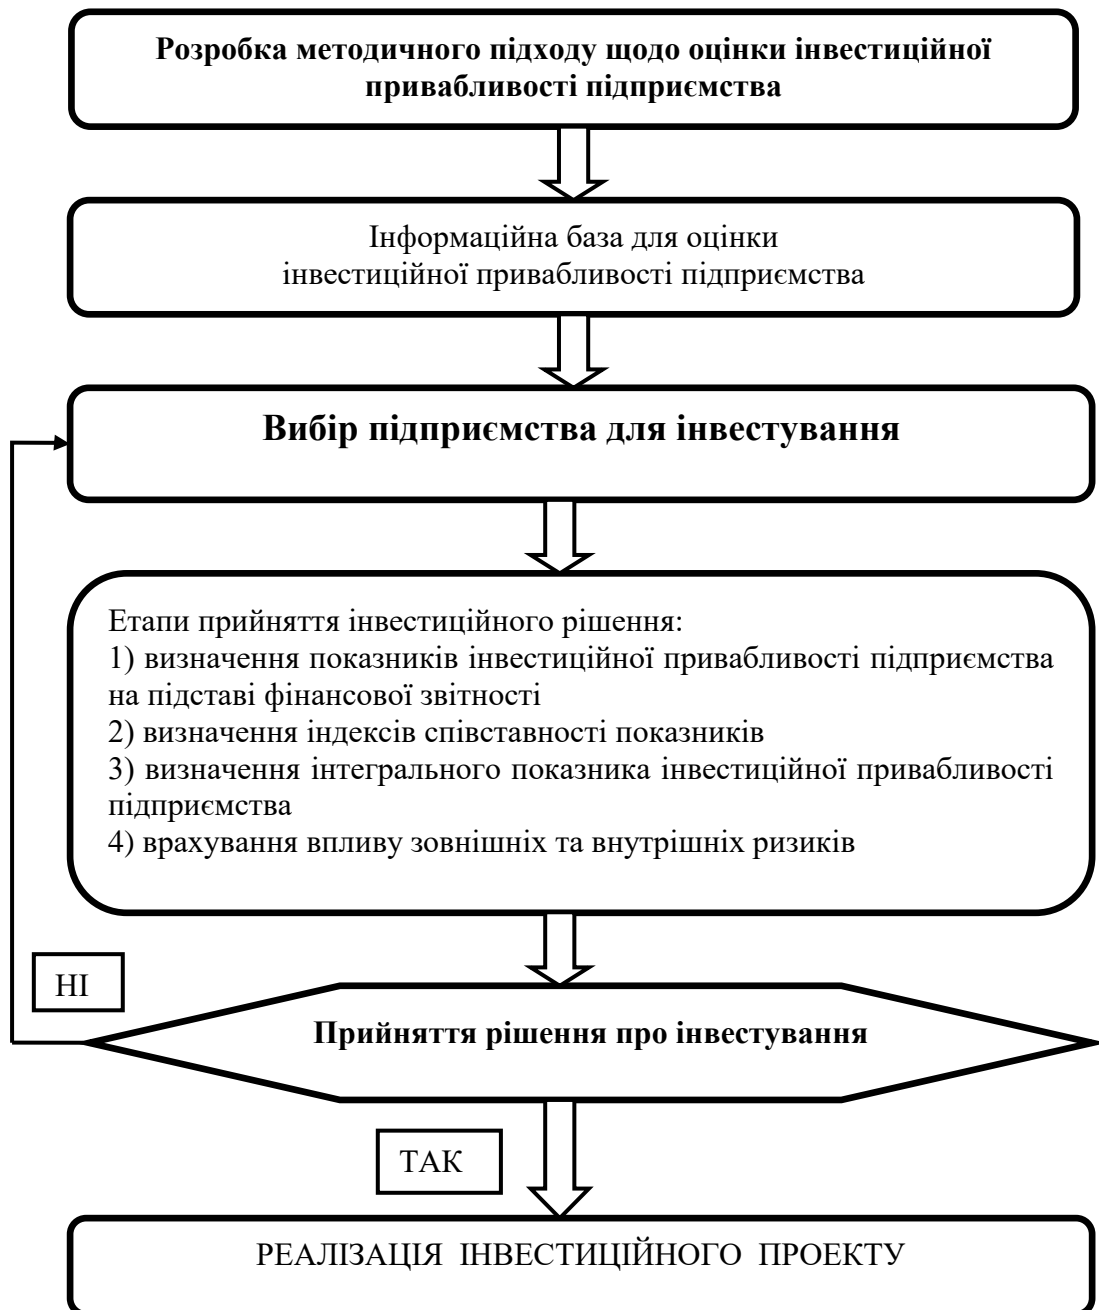 Розробка методичного підходу щодо оцінки інвестиційної
привабливості підприємства
Інформаційна база для оцінки
інвестиційної привабливості підприємства
Вибір підприємства для інвестування
Етапи прийняття інвестиційного рішення:
1) визначення показників інвестиційної привабливості підприємства
на підставі фінансової звітності
2) визначення індексів співставності показників
3) визначення інтегрального показника інвестиційної привабливості
підприємства
4) врахування впливу зовнішніх та внутрішніх ризиків
НІ
Прийняття рішення про інвестування
ТАК
РЕАЛІЗАЦІЯ ІНВЕСТИЦІЙНОГО ПРОЕКТУ